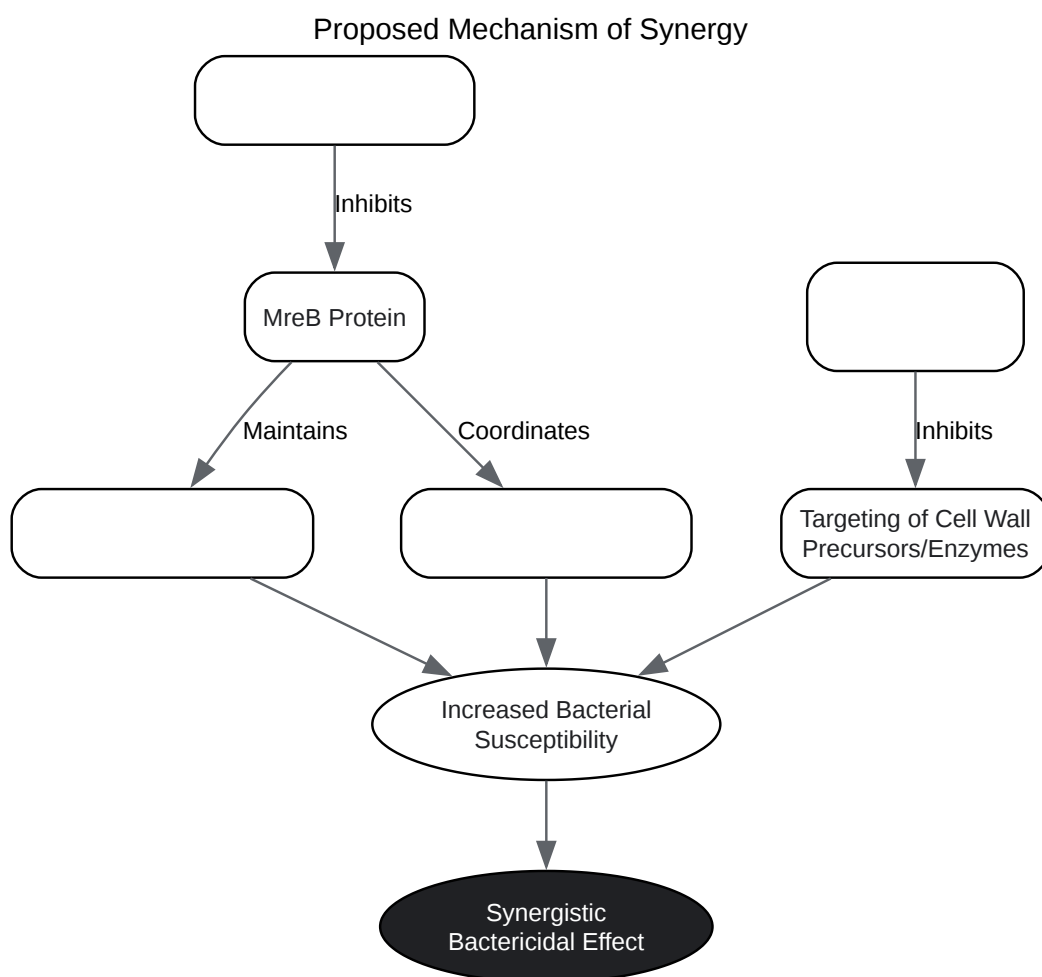 Proposed Mechanism of Synergy
Inhibits
MreB Protein
Maintains
Coordinates
Inhibits
Targeting of Cell Wall
Precursors/Enzymes
Increased Bacterial
Susceptibility
Synergistic
Bactericidal Effect